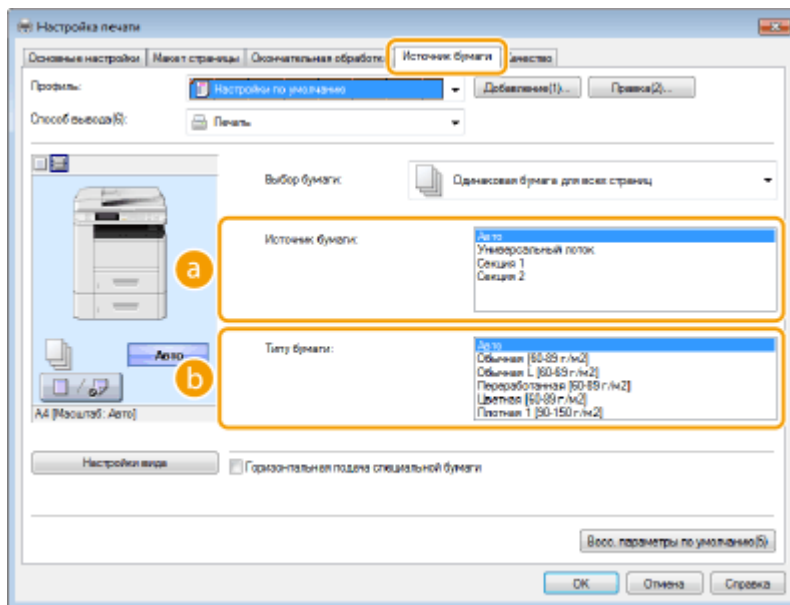 Настройка печати
Основные настройки Макет страницы Окончательная обработк Источник бумаги Качество
Профиль: Настройки по умолчанию Добавление(1)... Правка(2)...
Способ вывода(6): Печать
Выбор бумаги: Одинаковая бумага для всех страниц
a
Источник бумаги: Авто
Универсальный лоток
Секция 1
Секция 2
Авто
b
Типу бумаги: Авто
Обычная [60-89 г/м2]
Обычная L [60-69 г/м2]
Переработанная [60-89 г/м2]
Цветная [60-89 г/м2]
Плотная 1 [90-150 г/м2]
A4 [Масштаб: Авто]
Настройки вида Горизонтальная подача специальной бумаги
Восс. параметры по умолчанию(5)
OK Отмена Справка